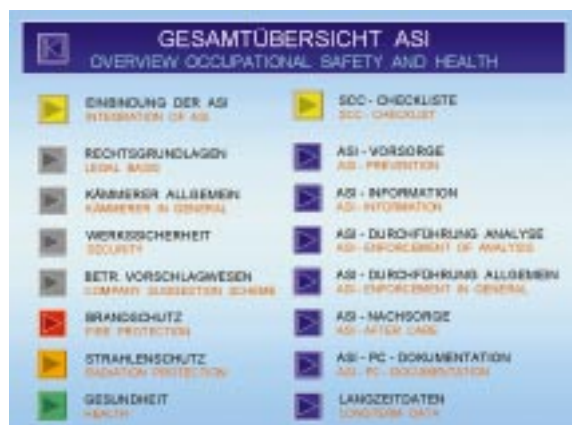 GESAMTÜBERSICHT ASI
OVERVIEW OCCUPATIONAL SAFETY AND HEALTH
EINBINDUNG DER ASI
INTEGRATION OF ASI
RECHTSGRUNDLAGEN
LEGAL BASIS
KÄMMERER ALLGEMEIN
KÄMMERER IN GENERAL
WERKSSICHERHEIT
SECURITY
BETR. VORSCHLAGWESEN
COMPANY SUGGESTION SCHEME
BRANDSCHUTZ
FIRE PROTECTION
STRAHLENSCHUTZ
RADIATION PROTECTION
GESUNDHEIT
HEALTH
SCC - CHECKLISTE
SCC - CHECKLIST
ASI - VORSORGE
ASI - PREVENTION
ASI - INFORMATION
ASI - INFORMATION
ASI - DURCHFÜHRUNG ANALYSE
ASI - ENFORCEMENT OF ANALYSIS
ASI - DURCHFÜHRUNG ALLGEMEIN
ASI - ENFORCEMENT IN GENERAL
ASI - NACHSORGE
ASI - AFTER CARE
ASI - PC - DOKUMENTATION
ASI - PC - DOCUMENTATION
LANGZEITDATEN
LONGTERM DATA